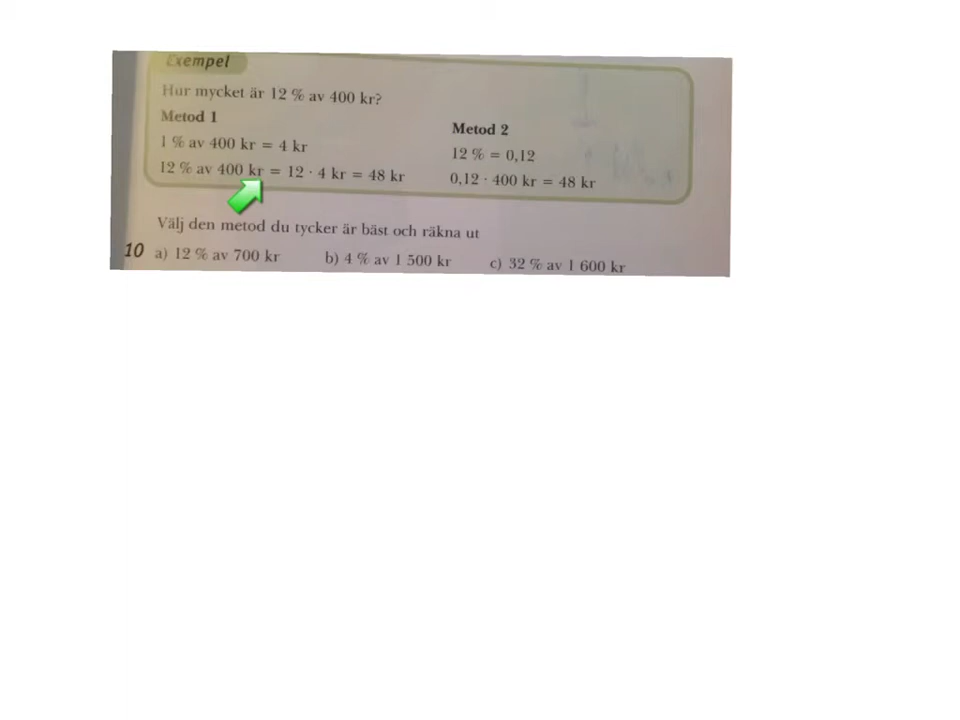 Exempel
Hur mycket är 12 % av 400 kr?
Metod 1
1 % av 400 kr = 4 kr
12 % av 400 kr = 12 · 4 kr = 48 kr
Metod 2
12 % = 0,12
0,12 · 400 kr = 48 kr
Välj den metod du tycker är bäst och räkna ut
10 a) 12 % av 700 kr b) 4 % av 1 500 kr c) 32 % av 1 600 kr